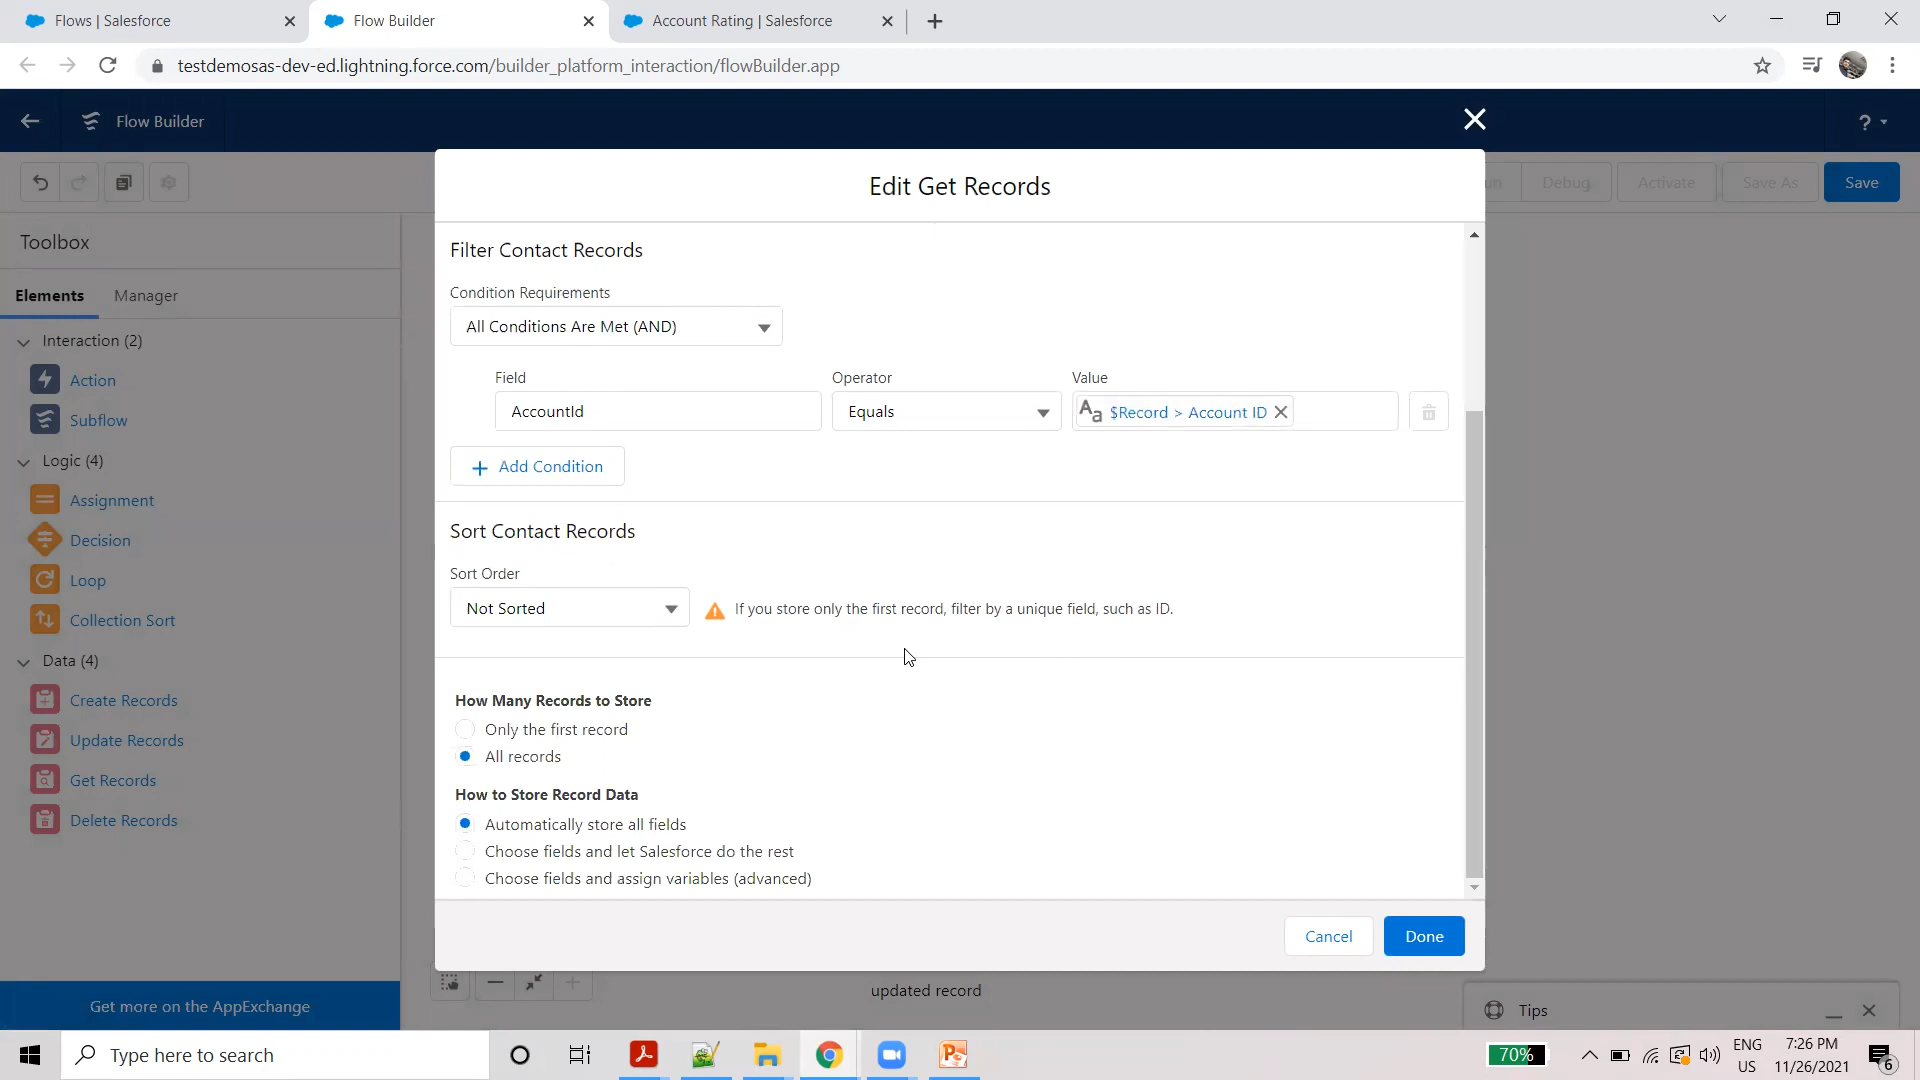 Flows | Salesforce
Flow Builder
Account Rating | Salesforce
testdemosas-dev-ed.lightning.force.com/builder_platform_interaction/flowBuilder.app
Flow Builder
?
Debug
Activate
Save As
Save
Toolbox
Elements
Manager
Interaction (2)
Action
Subflow
Logic (4)
Assignment
Decision
Loop
Collection Sort
Data (4)
Create Records
Update Records
Get Records
Delete Records
Get more on the AppExchange
Edit Get Records
Filter Contact Records
Condition Requirements
All Conditions Are Met (AND)
Field
Operator
Value
AccountId
Equals
Aa $Record > Account ID
+ Add Condition
Sort Contact Records
Sort Order
Not Sorted
If you store only the first record, filter by a unique field, such as ID.
How Many Records to Store
Only the first record
All records
How to Store Record Data
Automatically store all fields
Choose fields and let Salesforce do the rest
Choose fields and assign variables (advanced)
Cancel
Done
updated record
Tips
Type here to search
70%
ENG
US
7:26 PM
11/26/2021
6